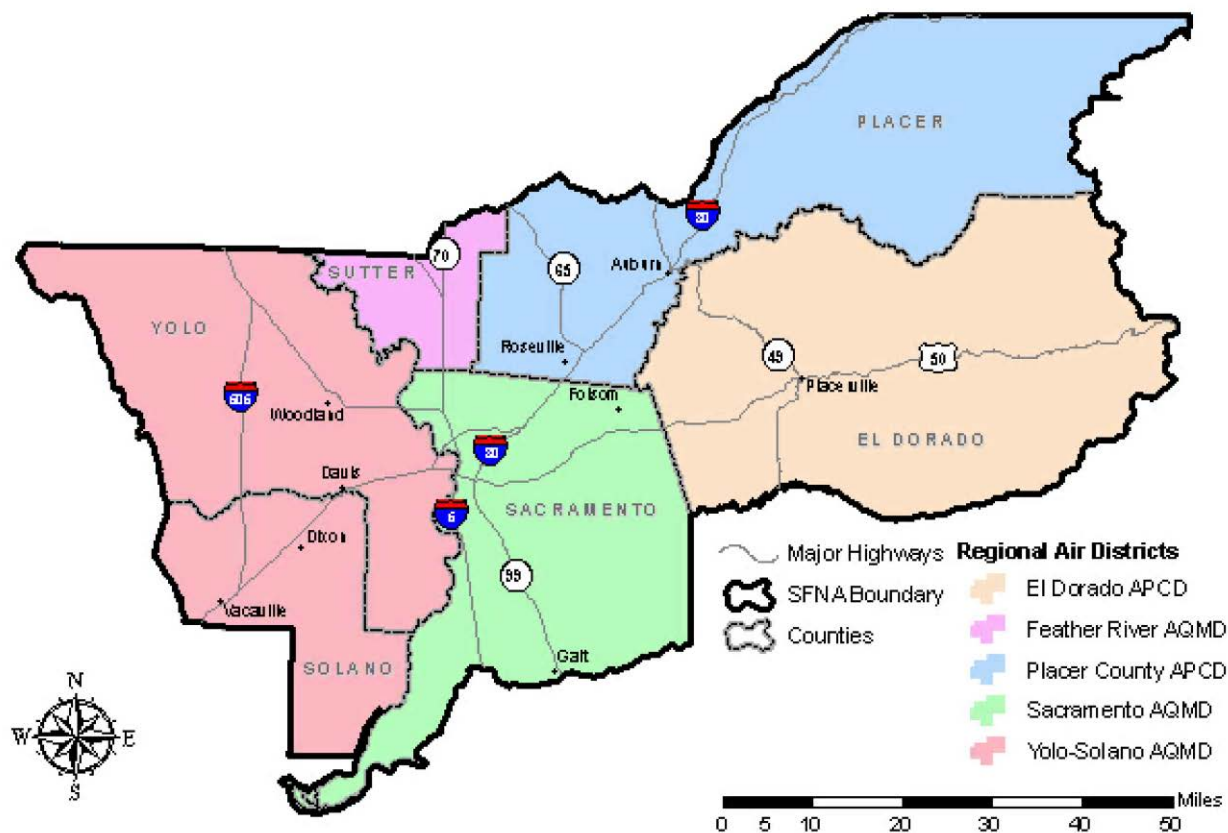 PLACER
80
70
SUTTER
65
Auburn
YOLO
Roseville
49
50
Placerville
606
Woodland
Folsom
EL DORADO
80
Davis
6
SACRAMENTO
Dixon
99
Vacaville
SOLANO
Galt
Major Highways
SFNA Boundary
Counties
Regional Air Districts
El Dorado APCD
Feather River AQMD
Placer County APCD
Sacramento AQMD
Yolo-Solano AQMD
N
W E
S
Miles
0 5 10 20 30 40 50